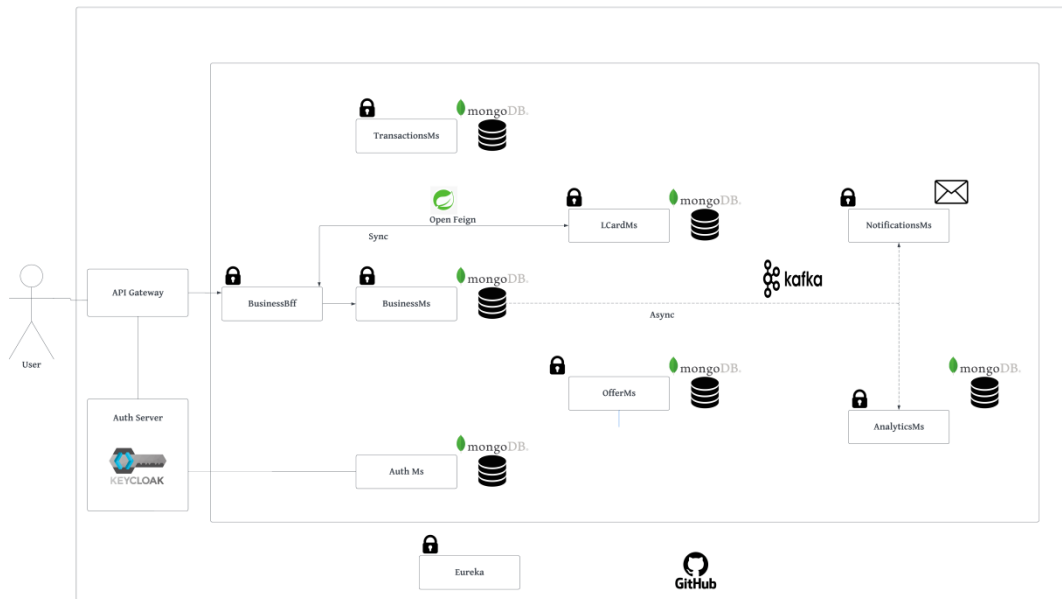 mongoDB.
TransactionsMs
mongoDB.
Open Feign
LCardMs
NotificationsMs
Sync
mongoDB.
kafka
API Gateway
BusinessBff
BusinessMs
Async
User
mongoDB.
mongoDB.
OfferMs
Auth Server
AnalyticsMs
mongoDB.
Auth Ms
KEYCLOAK
Eureka
GitHub